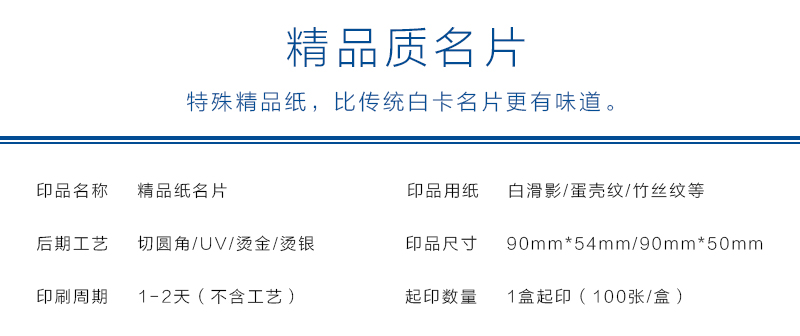 精品质名片
特殊精品纸，比传统白卡名片更有味道。
印品名称 精品纸名片 印品用纸 白滑影/蛋壳纹/竹丝纹等
后期工艺 切圆角/UV/烫金/烫银 印品尺寸 90mm*54mm/90mm*50mm
印刷周期 1-2天（不含工艺） 起印数量 1盒起印（100张/盒）